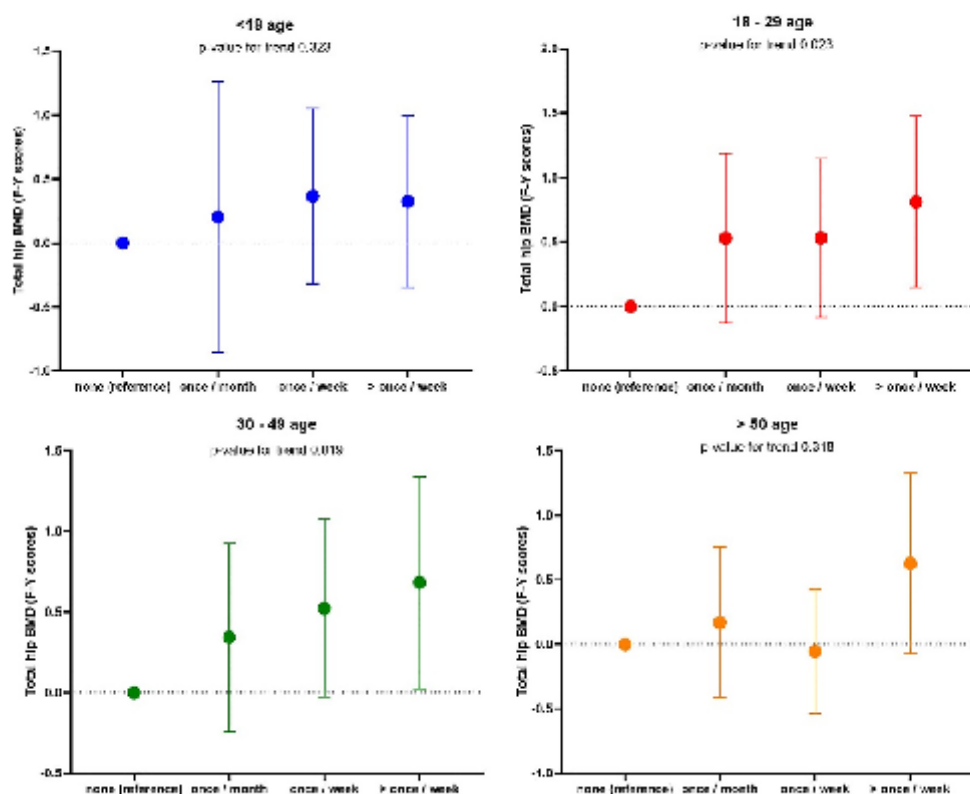 <18 age
p-value for trend 0.323
1.5
1.0
0.5
0.0
-0.5
-1.0
Total hip BMD (F-Y scores)
none (reference) once / month once / week > once / week
18 - 29 age
p-value for trend 0.023
2.0
1.5
1.0
0.5
0.0
-0.5
Total hip BMD (F-Y scores)
none (reference) once / month once / week > once / week
30 - 49 age
p-value for trend 0.019
1.5
1.0
0.5
0.0
-0.5
Total hip BMD (F-Y scores)
none (reference) once / month once / week > once / week
> 50 age
p-value for trend 0.318
1.5
1.0
0.5
0.0
-0.5
-1.0
Total hip BMD (F-Y scores)
none (reference) once / month once / week > once / week